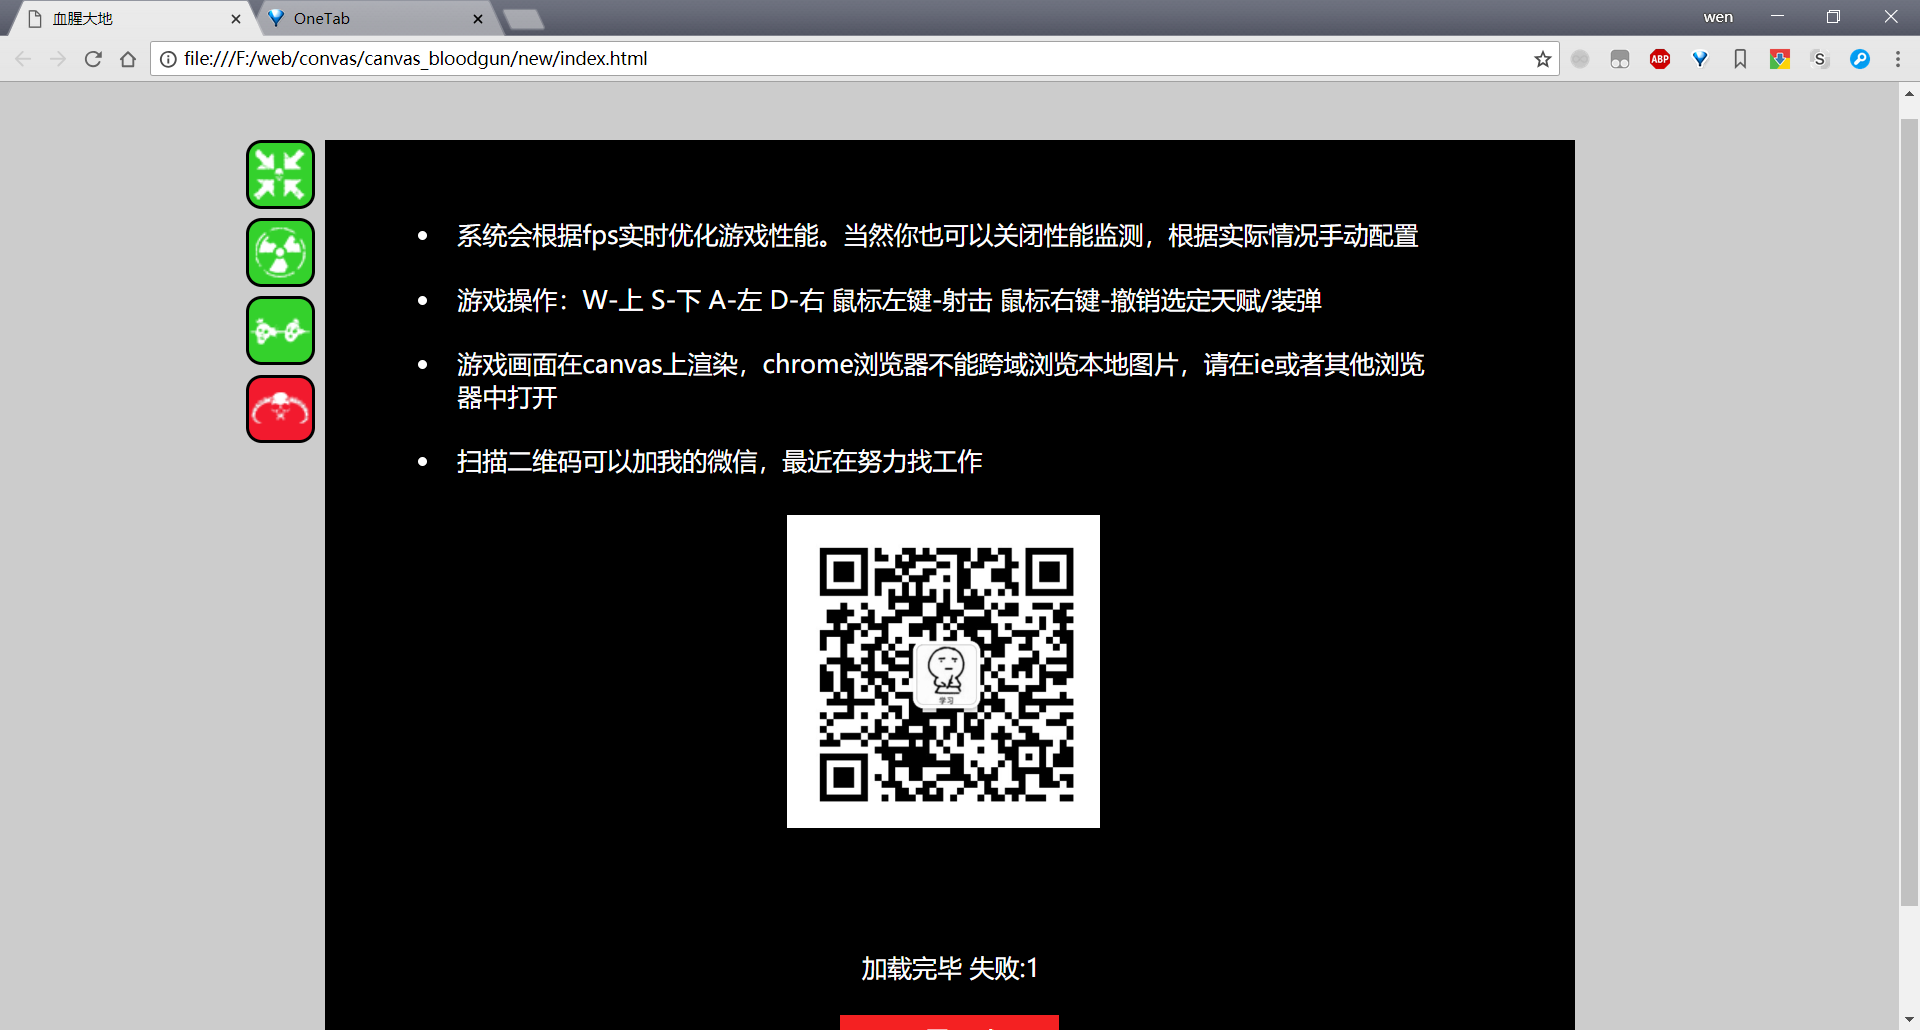 血腥大地
OneTab
wen
file:///F:/web/convas/canvas_bloodgun/new/index.html
ABP
S
系统会根据fps实时优化游戏性能。当然你也可以关闭性能监测，根据实际情况手动配置
游戏操作：W-上 S-下 A-左 D-右 鼠标左键-射击 鼠标右键-撤销选定天赋/装弹
游戏画面在canvas上渲染，chrome浏览器不能跨域浏览本地图片，请在ie或者其他浏览
器中打开
扫描二维码可以加我的微信，最近在努力找工作
学习
加载完毕 失败:1